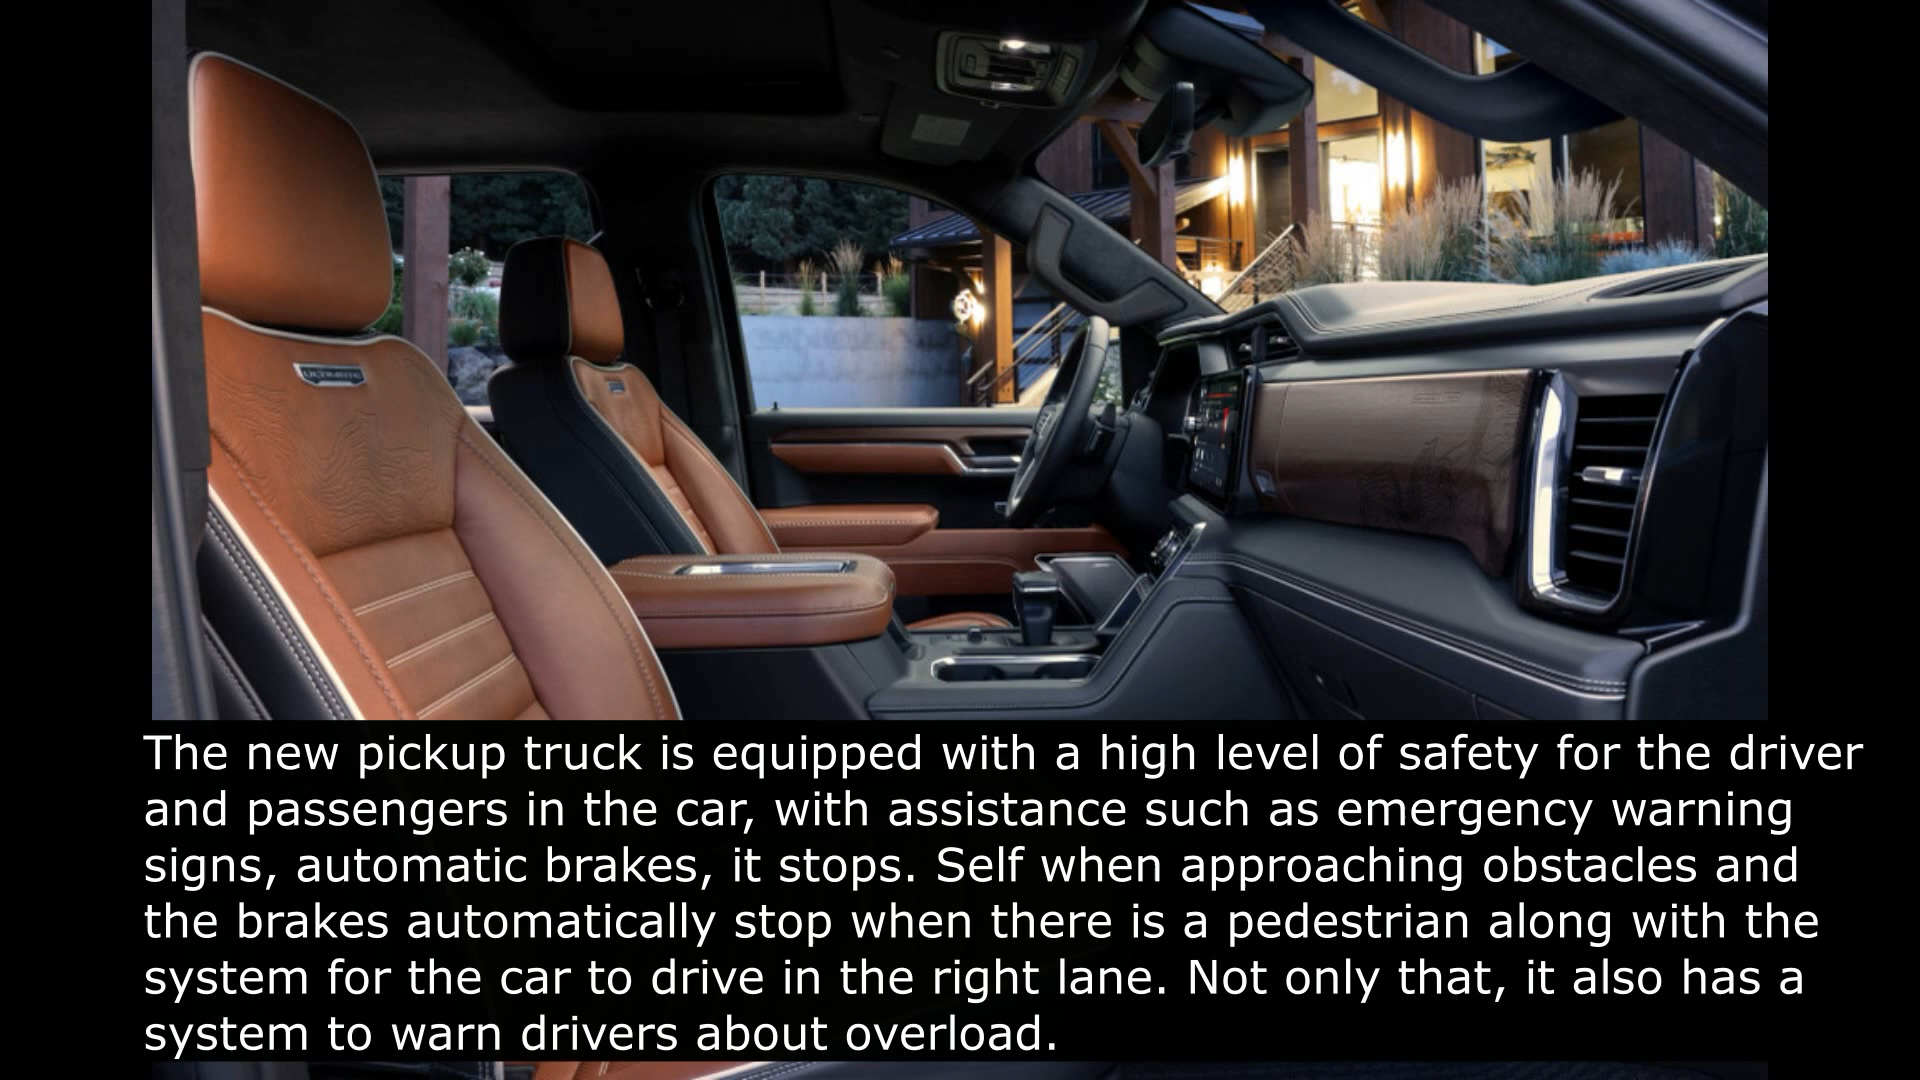 ULTIMATE
The new pickup truck is equipped with a high level of safety for the driver
and passengers in the car, with assistance such as emergency warning
signs, automatic brakes, it stops. Self when approaching obstacles and
the brakes automatically stop when there is a pedestrian along with the
system for the car to drive in the right lane. Not only that, it also has a
system to warn drivers about overload.